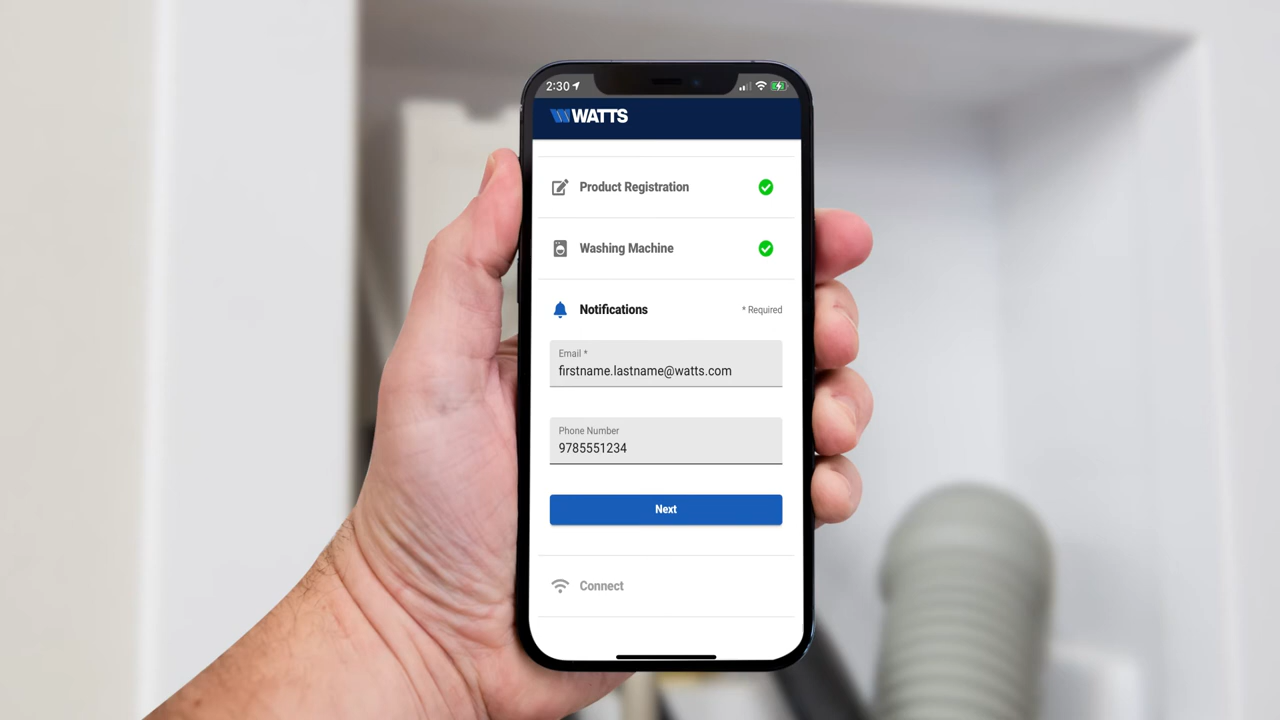 2:30
WATTS
Product Registration
Washing Machine
Notifications
* Required
Email *
firstname.lastname@watts.com
Phone Number
9785551234
Next
Connect